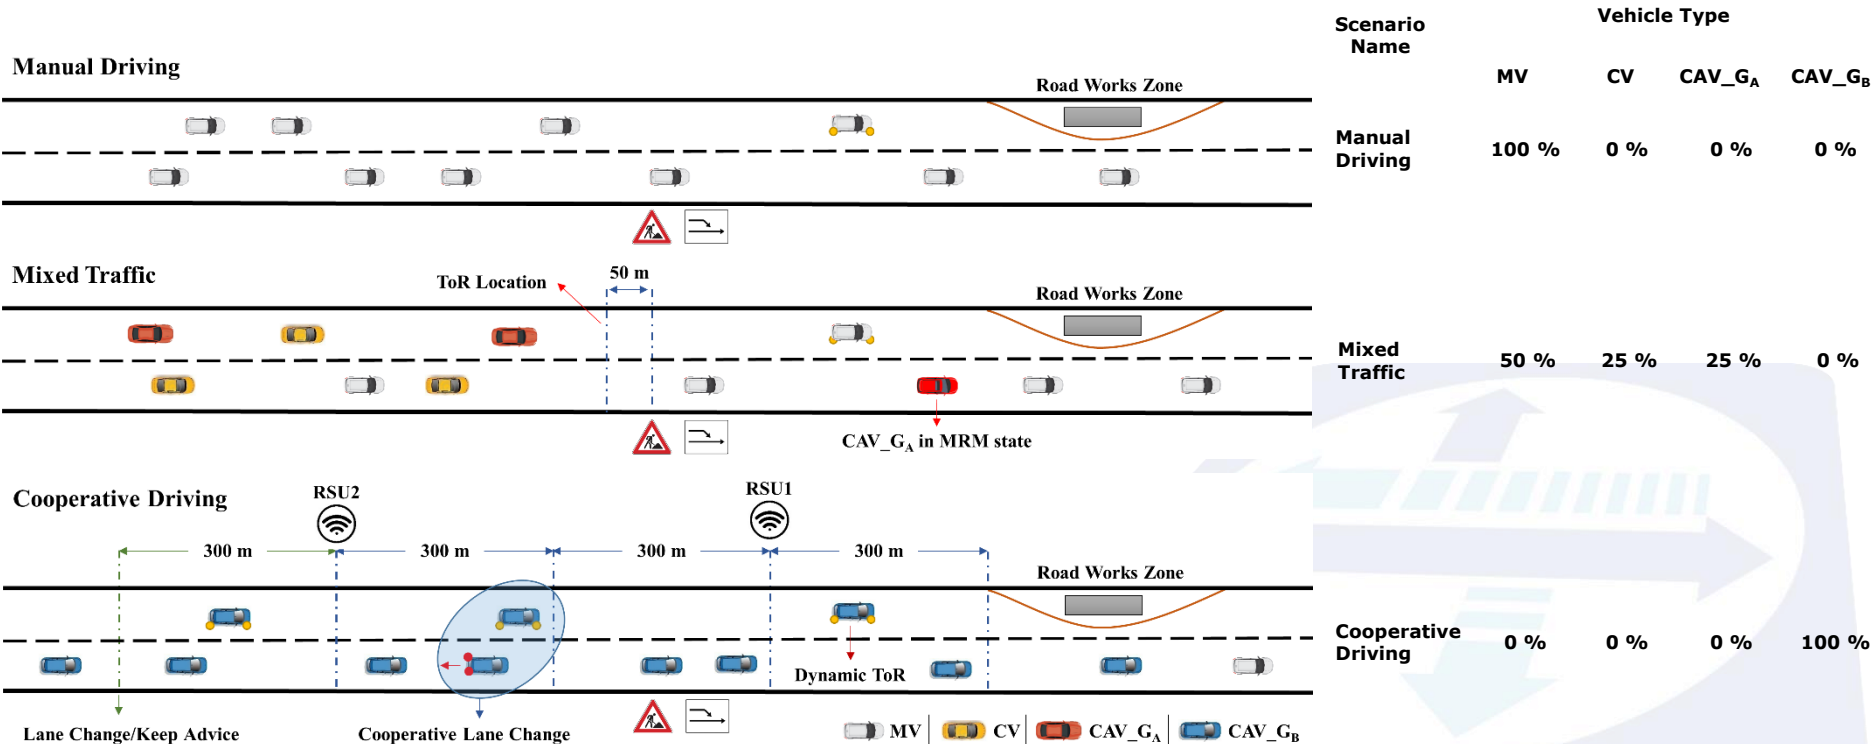 Scenario
Name
Vehicle Type
MV CV CAV_GA CAV_GB
Manual Driving
Road Works Zone
Manual
Driving
100 % 0 % 0 % 0 %
Mixed Traffic
ToR Location
50 m
Road Works Zone
CAV_GA in MRM state
Mixed
Traffic
50 % 25 % 25 % 0 %
Cooperative Driving
RSU2
RSU1
300 m 300 m 300 m 300 m
Road Works Zone
Dynamic ToR
Lane Change/Keep Advice
Cooperative Lane Change
MV CV CAV_GA CAV_GB
Cooperative
Driving
0 % 0 % 0 % 100 %